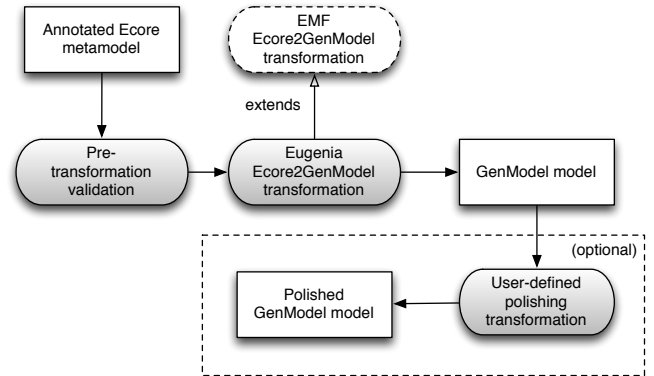 Annotated Ecore
metamodel
EMF
Ecore2GenModel
transformation
extends
Pre-
transformation
validation
Eugenia
Ecore2GenModel
transformation
GenModel model
(optional)
Polished
GenModel model
User-defined
polishing
transformation